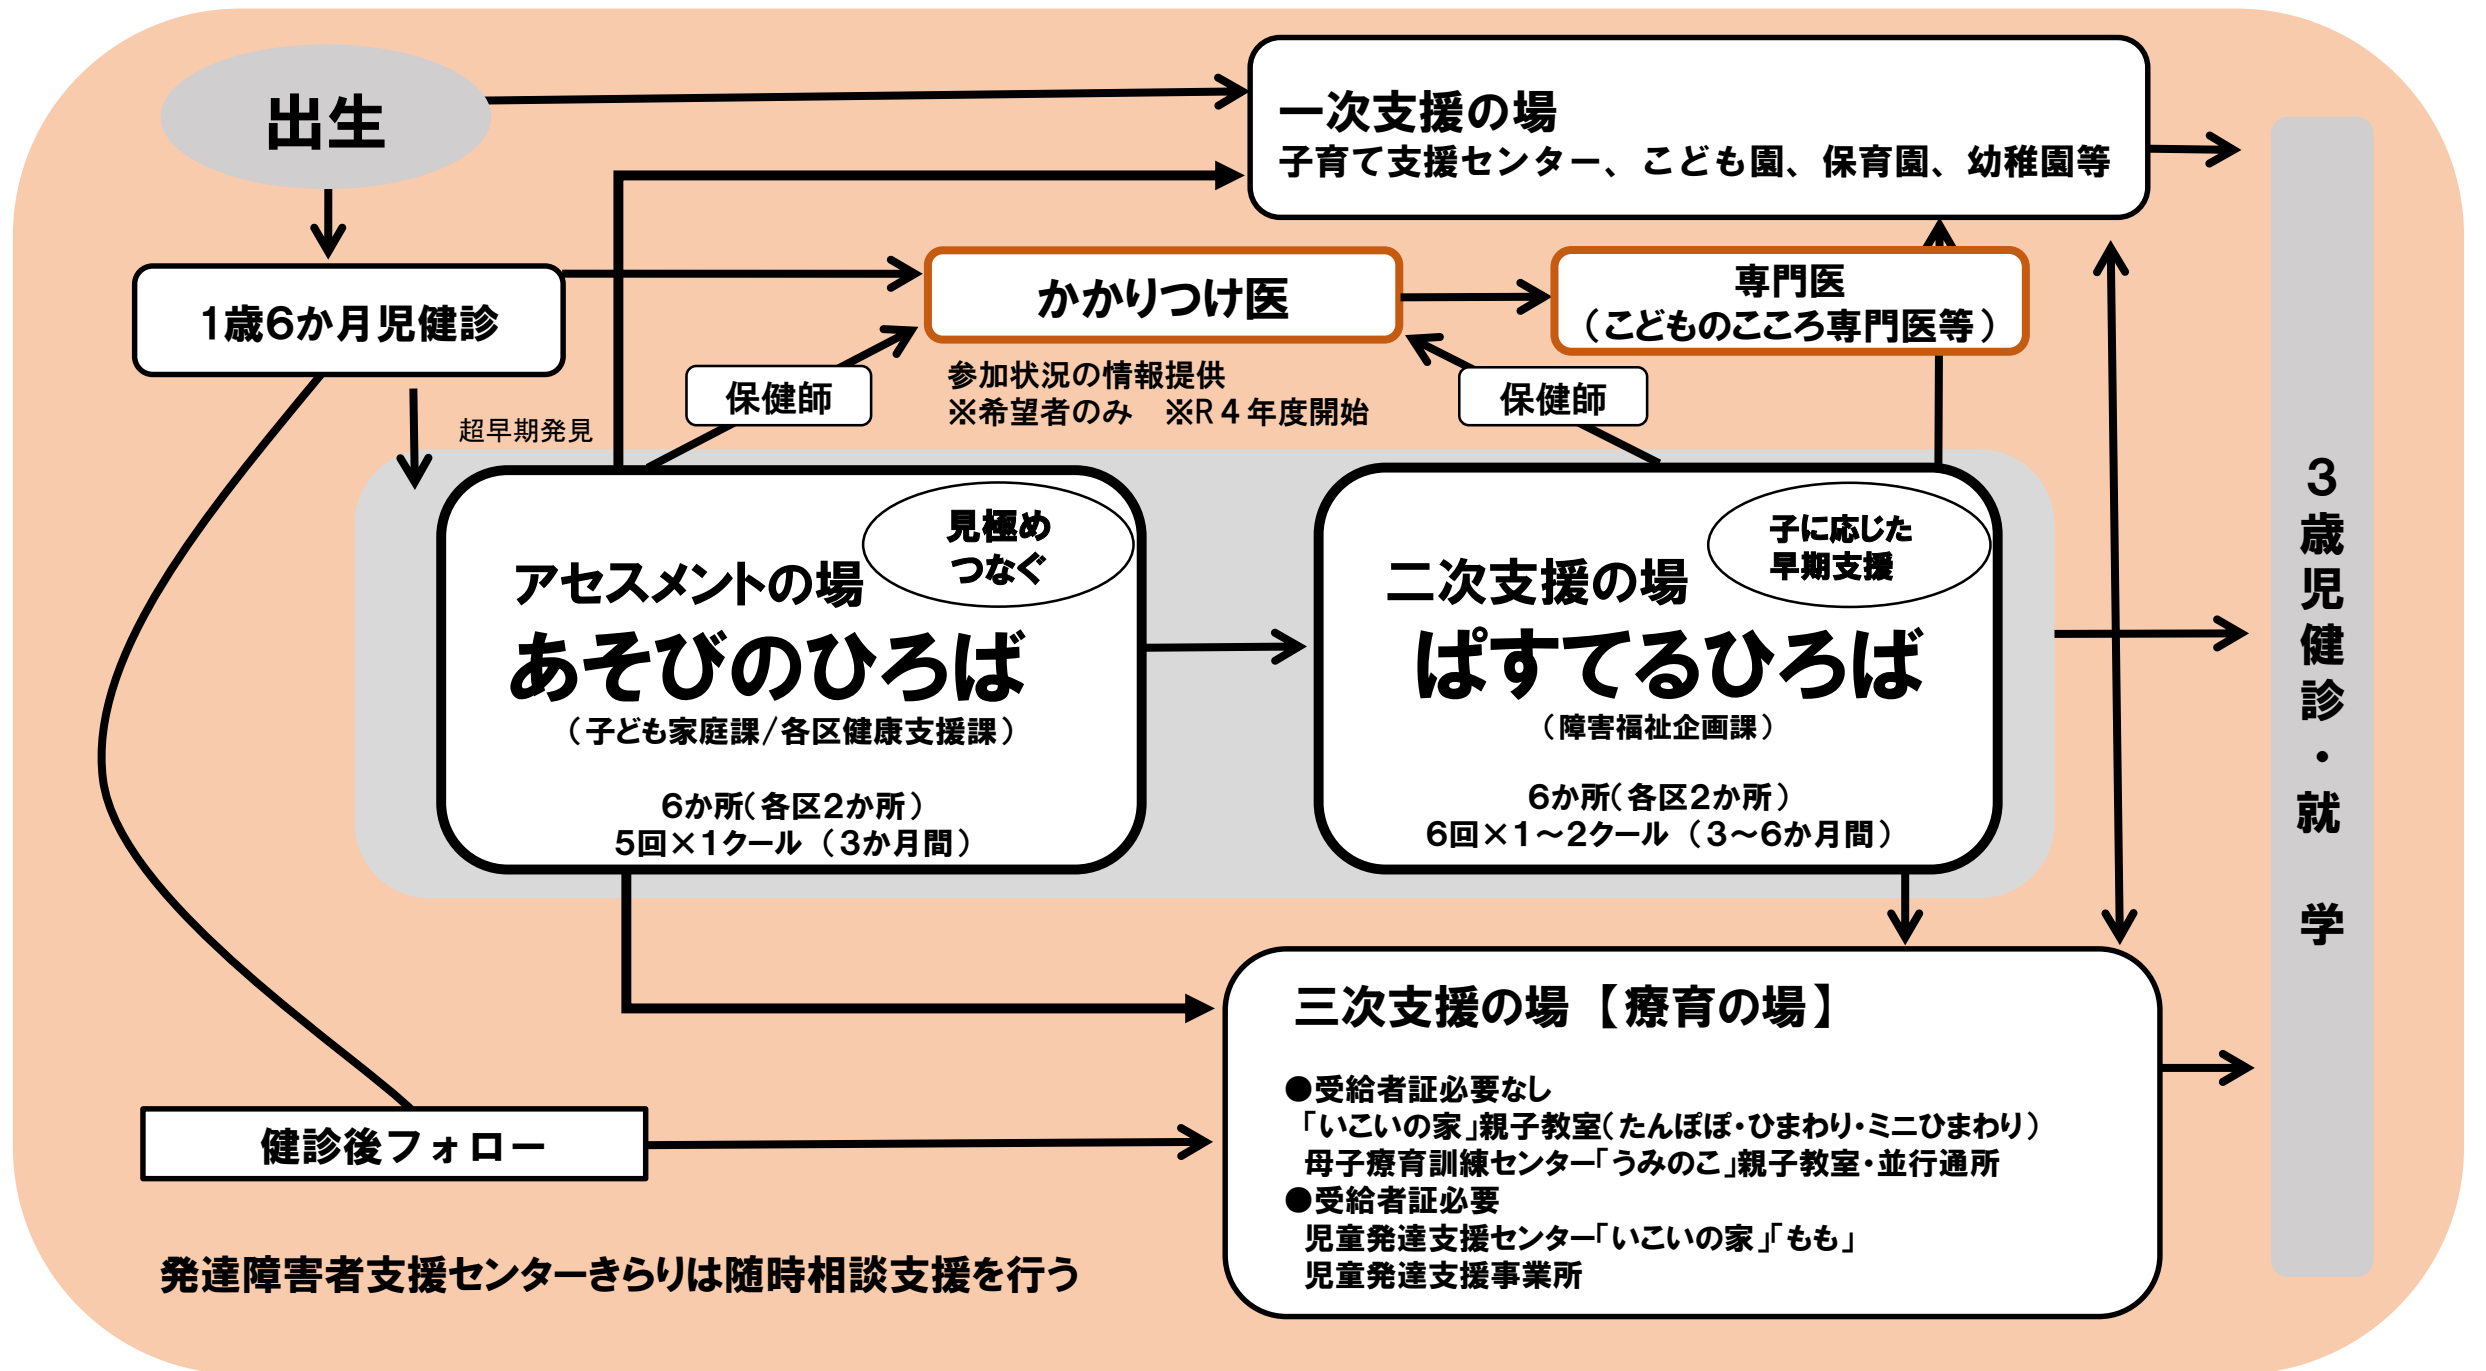 出生
一次支援の場
子育て支援センター、こども園、保育園、幼稚園等
1歳6か月児健診
かかりつけ医
専門医
（こどものこころ専門医等）
保健師
参加状況の情報提供
※希望者のみ　※R４年度開始
保健師
超早期発見
見極め
つなぐ
アセスメントの場
あそびのひろば
（子ども家庭課/各区健康支援課）
6か所（各区2か所）
5回×1クール（3か月間）
子に応じた
早期支援
二次支援の場
ぱすてるひろば
（障害福祉企画課）
6か所（各区2か所）
6回×1～2クール（3～6か月間）
3歳児健診・就　学
三次支援の場【療育の場】
●受給者証必要なし
「いこいの家」親子教室（たんぽぽ・ひまわり・ミニひまわり）
母子療育訓練センター「うみのこ」親子教室・並行通所
●受給者証必要
児童発達支援センター「いこいの家」「もも」
児童発達支援事業所
健診後フォロー
発達障害者支援センターきらりは随時相談支援を行う